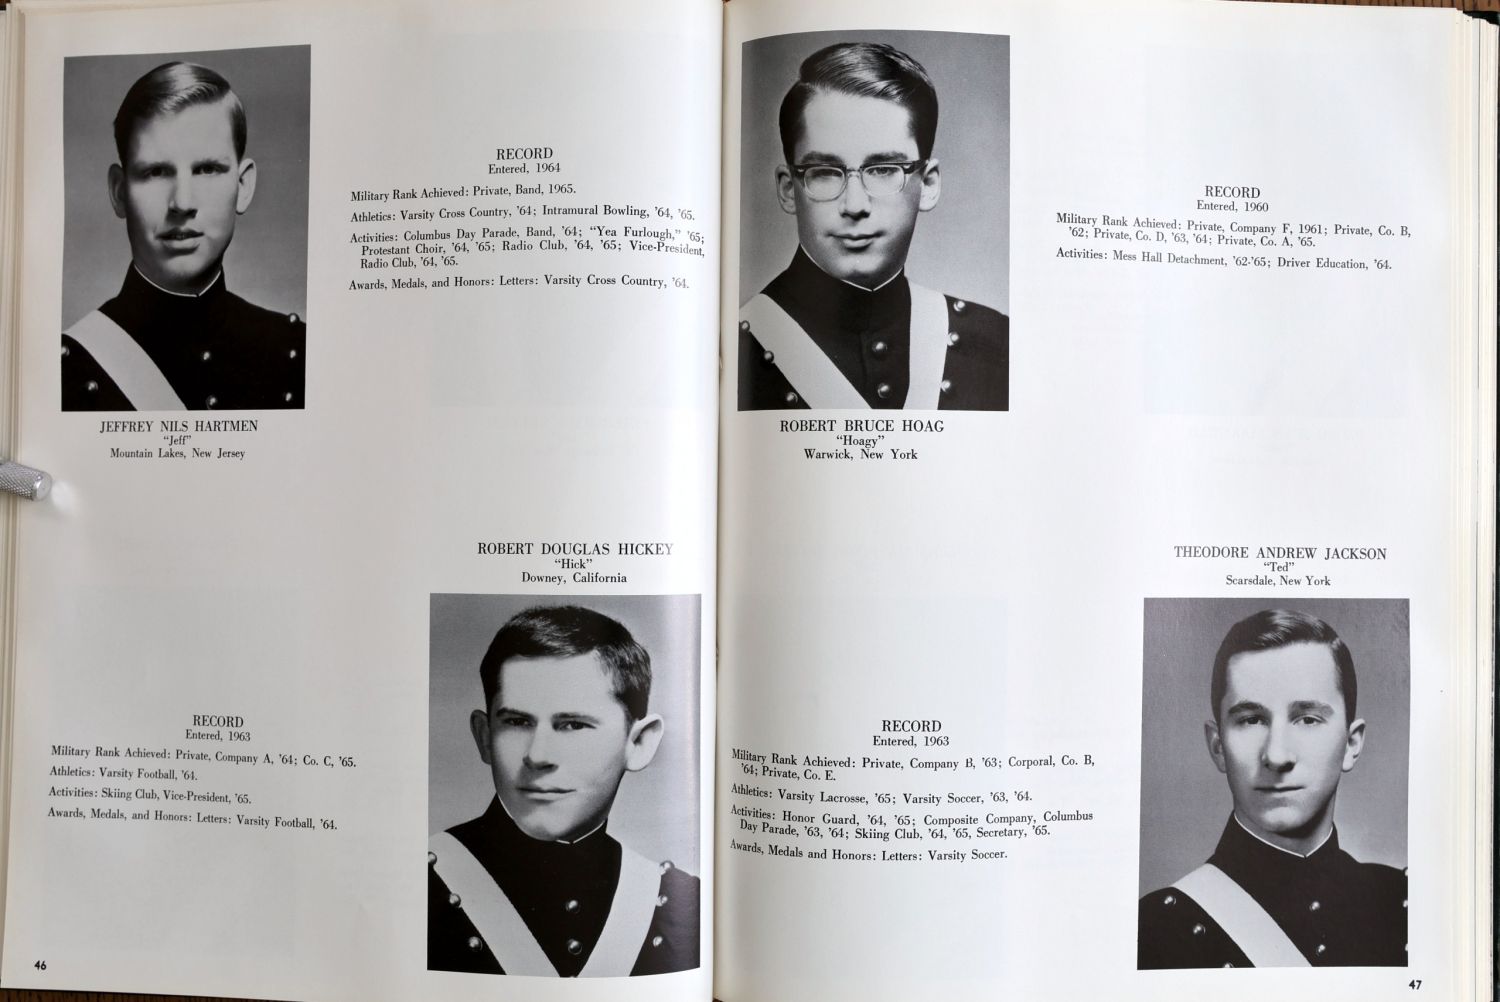 RECORD
Entered, 1964
Military Rank Achieved: Private, Band, 1965.
Athletics: Varsity Cross Country, '64; Intramural Bowling, '64, '65.
Activities: Columbus Day Parade, Band, '64; "Yea Furlough," '65;
Protestant Choir, '64, '65; Radio Club, '64, '65; Vice-President,
Radio Club, '64, '65.
Awards, Medals, and Honors: Letters: Varsity Cross Country, '64.
JEFFREY NILS HARTMEN
"Jeff"
Mountain Lakes, New Jersey
ROBERT DOUGLAS HICKEY
"Hick"
Downey, California
RECORD
Entered, 1963
Military Rank Achieved: Private, Company A, '64; Co. C, '65.
Athletics: Varsity Football, '64.
Activities: Skiing Club, Vice-President, '65.
Awards, Medals, and Honors: Letters: Varsity Football, '64.
46
RECORD
Entered, 1960
Military Rank Achieved: Private, Company F, 1961; Private, Co. B,
'62; Private, Co. D, '63, '64; Private, Co. A, '65.
Activities: Mess Hall Detachment, '62-'65; Driver Education, '64.
ROBERT BRUCE HOAG
"Hoagy"
Warwick, New York
THEODORE ANDREW JACKSON
"Ted"
Scarsdale, New York
RECORD
Entered, 1963
Military Rank Achieved: Private, Company B, '63; Corporal, Co. B,
'64; Private, Co. E.
Athletics: Varsity Lacrosse, '65; Varsity Soccer, '63, '64.
Activities: Honor Guard, '64, '65; Composite Company, Columbus
Day Parade, '63, '64; Skiing Club, '64, '65, Secretary, '65.
Awards, Medals and Honors: Letters: Varsity Soccer.
47